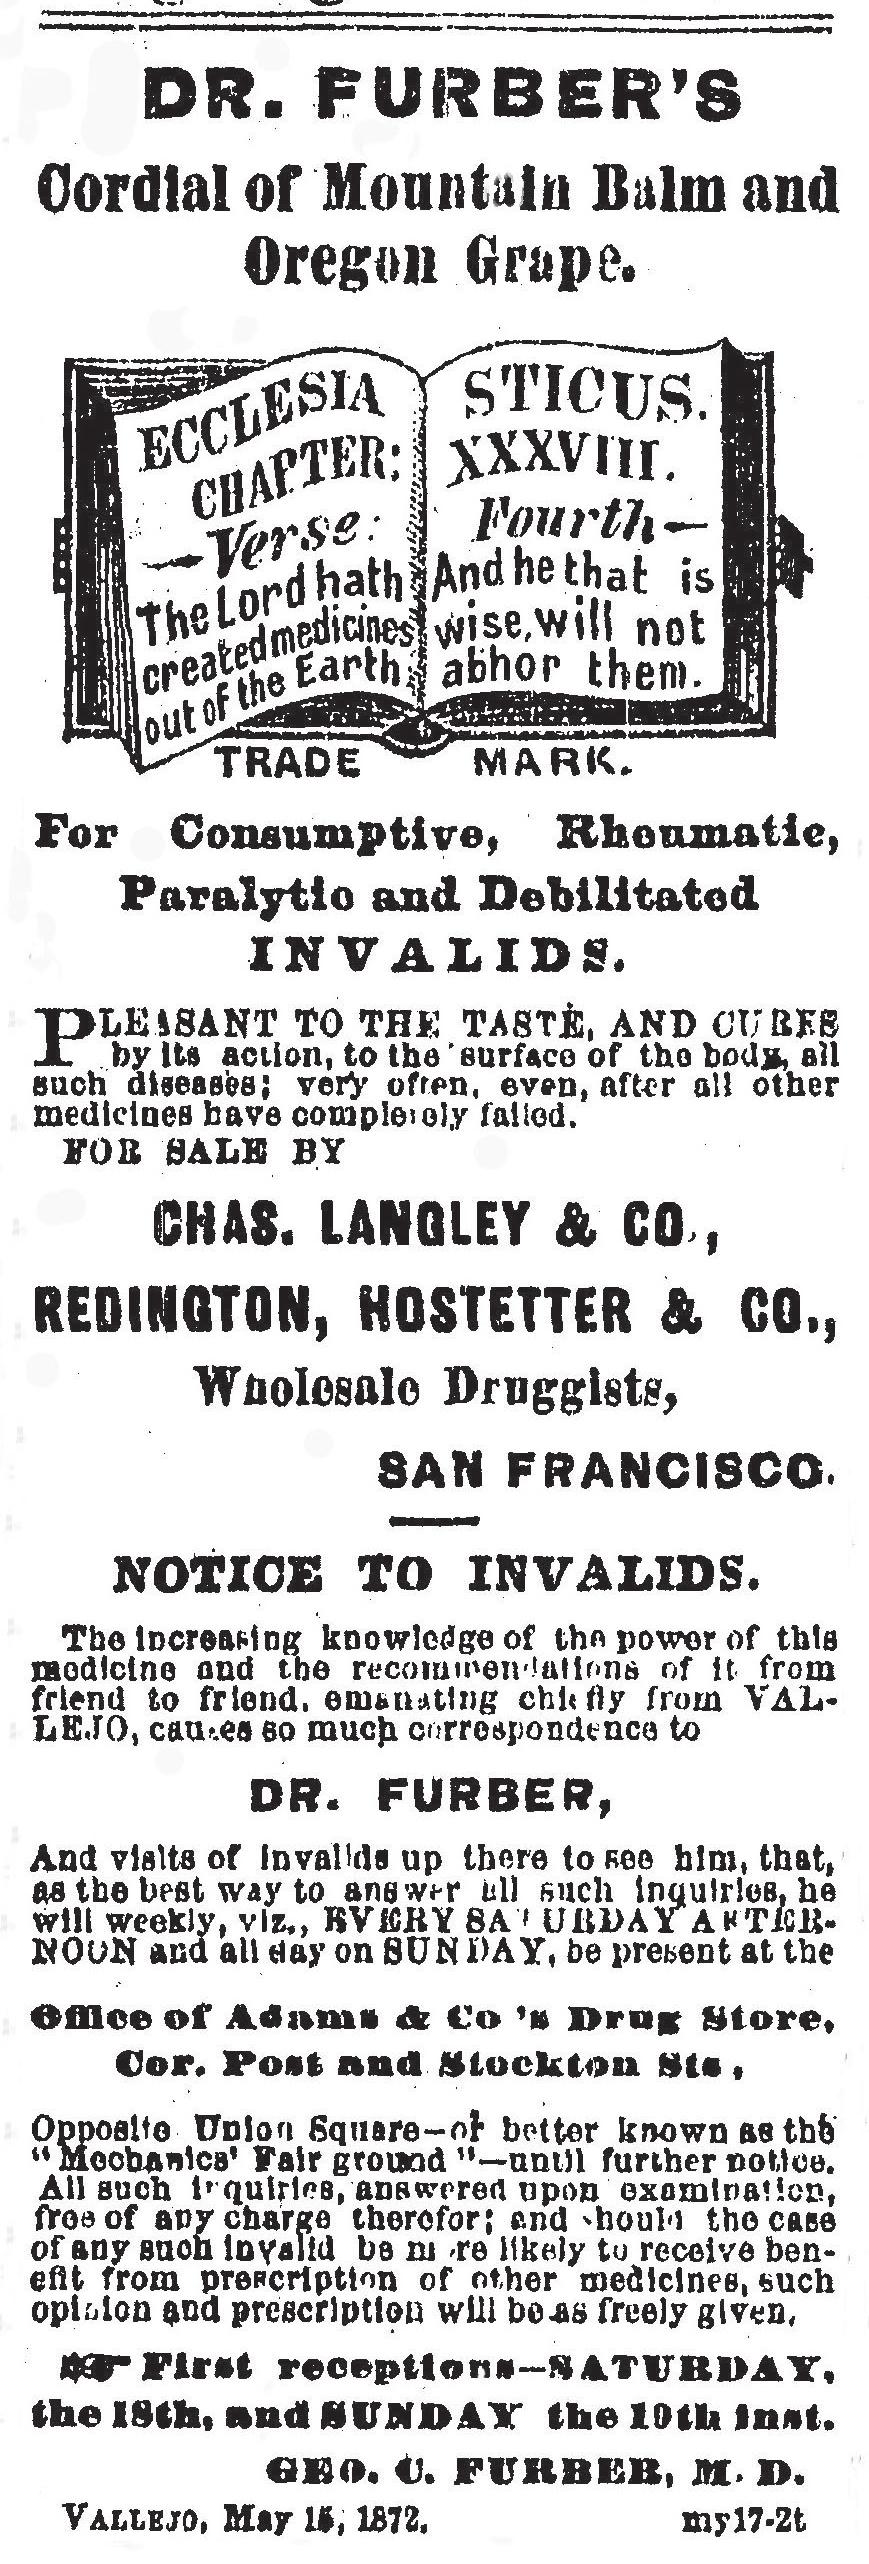 DR. FURBER'S
Cordial of Mountain Balm and
Oregon Grape.
ECCLESIA
CHAPTER:
—Verse:
The Lord hath
created medicines
out of the Earth
STICUS.
XXXVIII.
Fourth—
And he that is
wise, will not
abhor them.
TRADE MARK.
For Consumptive, Rheumatic,
Paralytic and Debilitated
INVALIDS.
PLEASANT TO THE TASTE, AND CURES
by its action, to the surface of the body, all
such diseases; very often, even, after all other
medicines have completely failed.
FOR SALE BY
CHAS. LANGLEY & CO.,
REDINGTON, HOSTETTER & CO.,
Wholesale Druggists,
SAN FRANCISCO.
NOTICE TO INVALIDS.
The increasing knowledge of the power of this
medicine and the recommendations of it from
friend to friend, emanating chiefly from VAL-
LEJO, causes so much correspondence to
DR. FURBER,
And visits of invalids up there to see him, that,
as the best way to answer all such inquiries, he
will weekly, viz., EVERY SATURDAY AFTER-
NOON and all day on SUNDAY, be present at the
Office of Adams & Co 's Drug Store,
Cor. Post and Stockton Sts,
Opposite Union Square—or better known as the
"Mechanics' Fair ground"—until further notice.
All such inquiries, answered upon examination,
free of any charge therefor; and should the case
of any such invalid be more likely to receive ben-
efit from prescription of other medicines, such
opinion and prescription will be as freely given.
☞ First receptions—SATURDAY,
the 18th, and SUNDAY the 19th inst.
GEO. C. FURBER, M. D.
VALLEJO, May 15, 1872. my17-2t